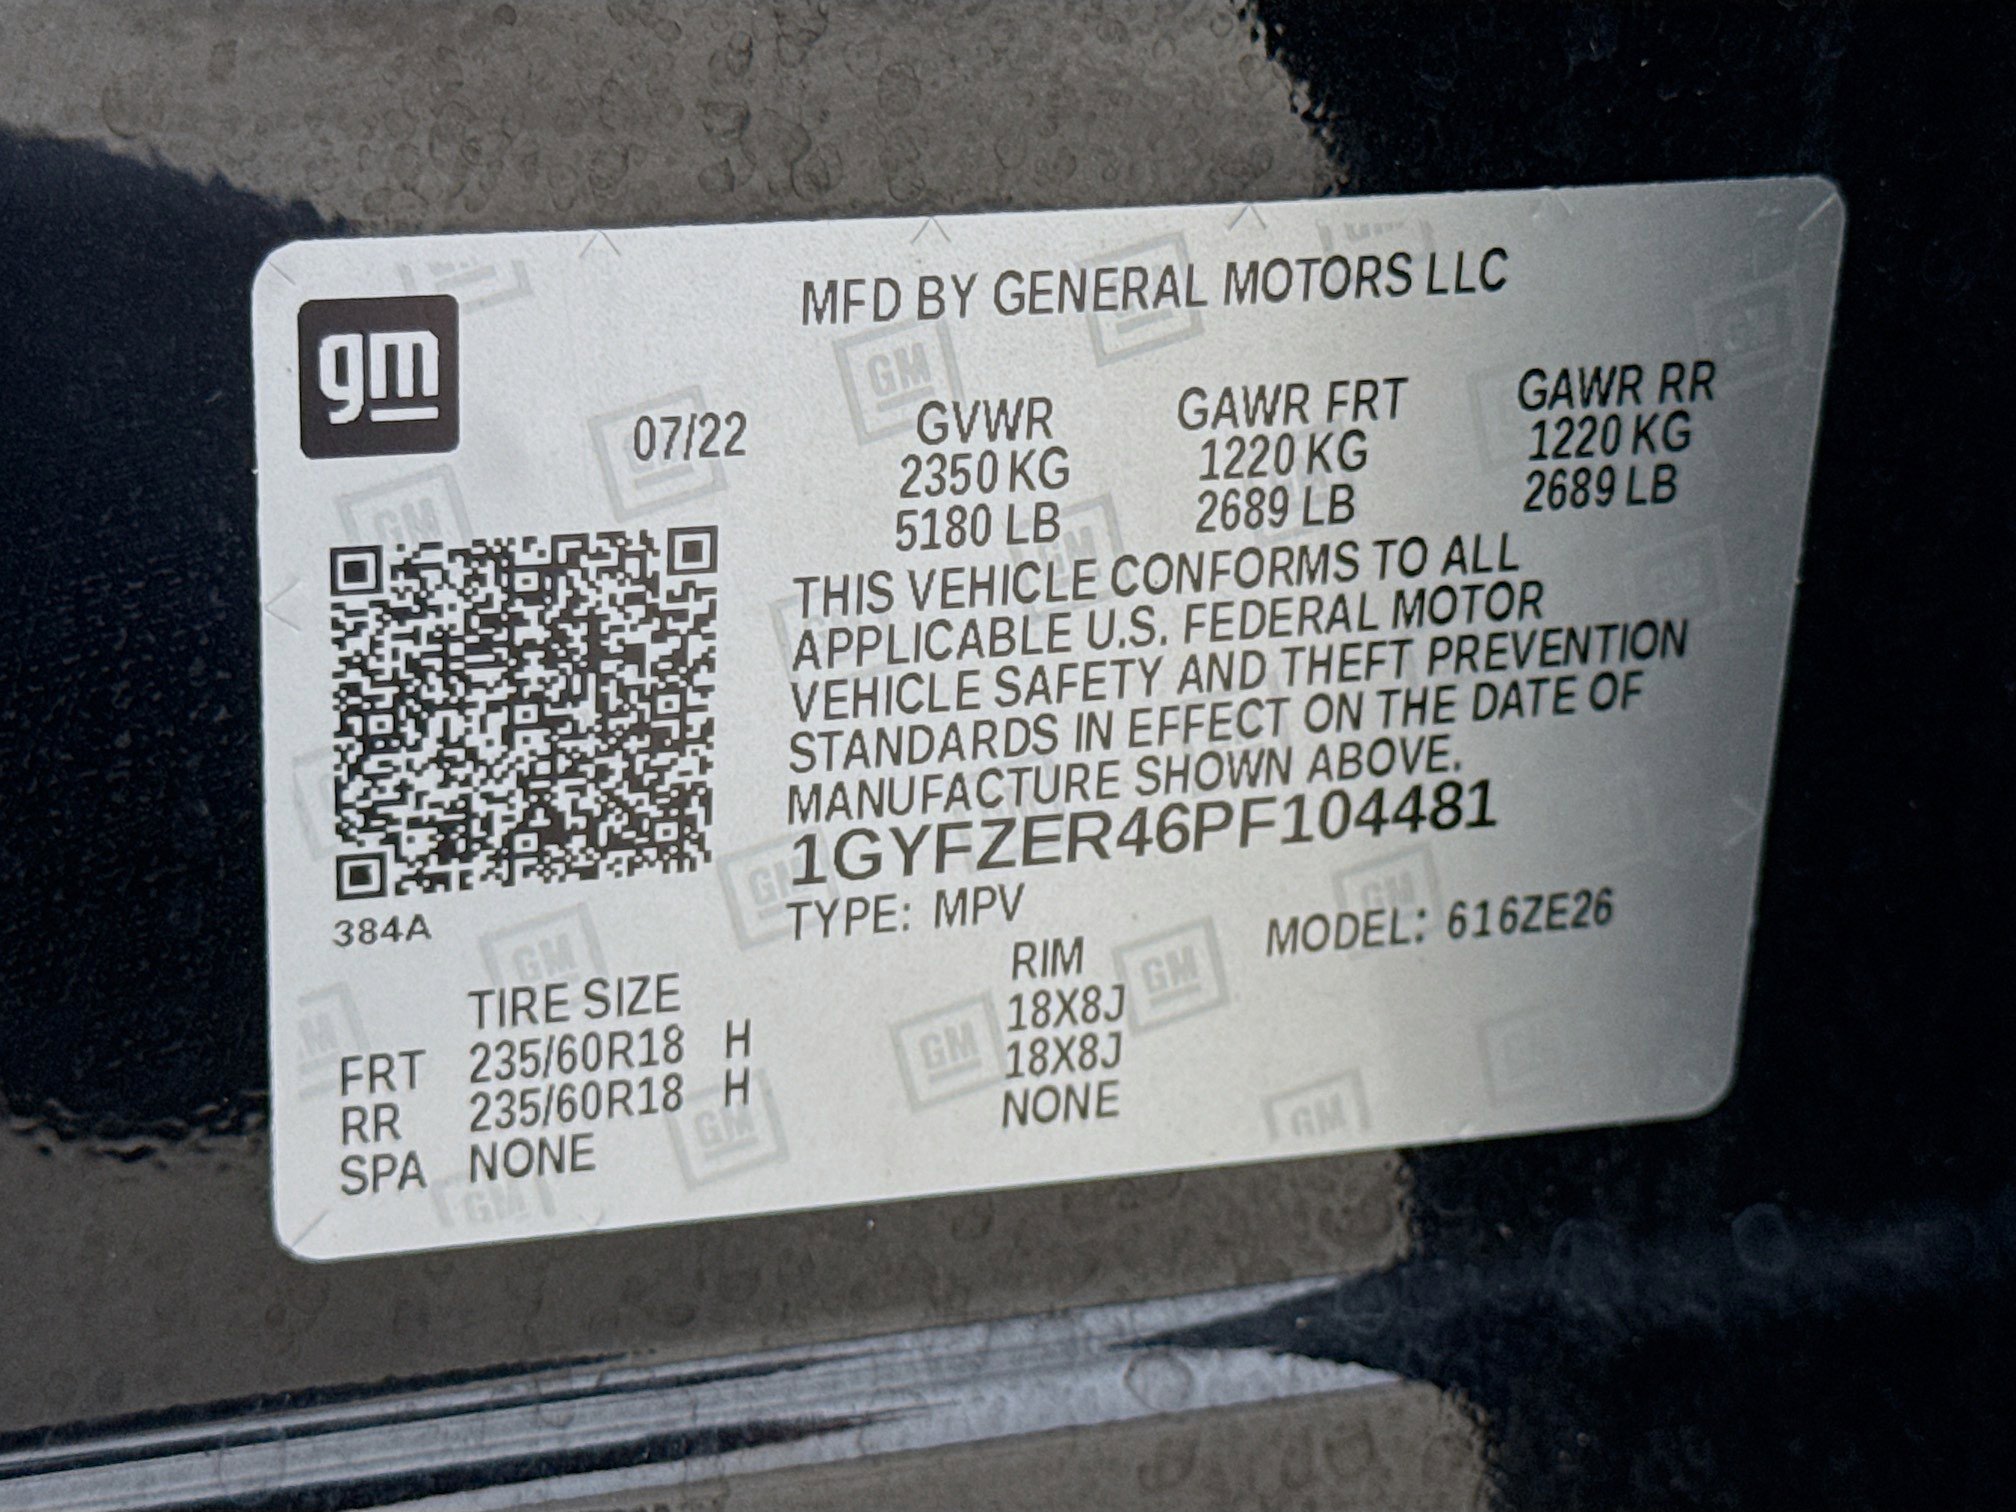 MFD BY GENERAL MOTORS LLC
gm
07/22
GVWR GAWR FRT GAWR RR
2350 KG 1220 KG 1220 KG
5180 LB 2689 LB 2689 LB
THIS VEHICLE CONFORMS TO ALL
APPLICABLE U.S. FEDERAL MOTOR
VEHICLE SAFETY AND THEFT PREVENTION
STANDARDS IN EFFECT ON THE DATE OF
MANUFACTURE SHOWN ABOVE.
1GYFZER46PF104481
TYPE: MPV MODEL: 616ZE26
384A
TIRE SIZE RIM
FRT 235/60R18 H 18X8J
RR 235/60R18 H 18X8J
SPA NONE NONE